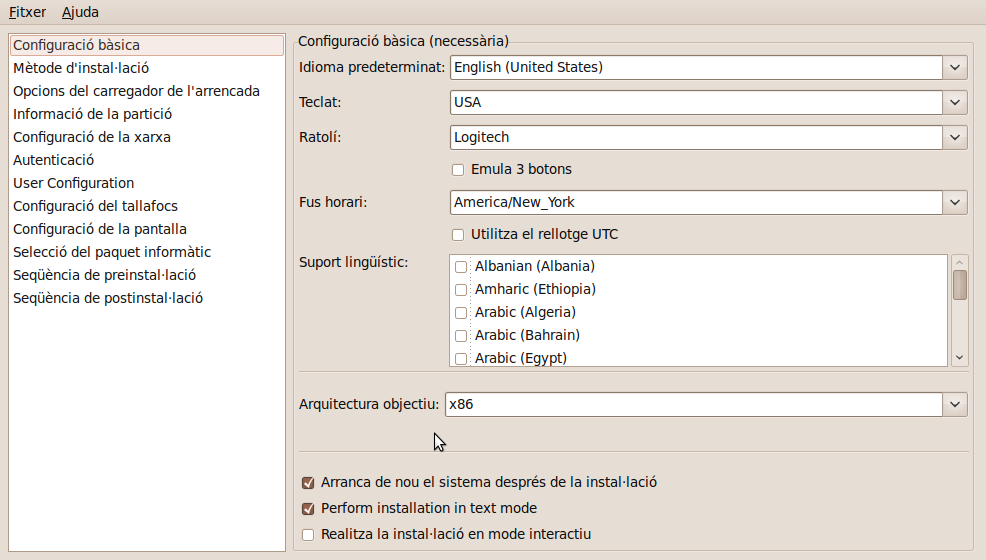 Fitxer Ajuda
Configuració bàsica
Mètode d'instal·lació
Opcions del carregador de l'arrencada
Informació de la partició
Configuració de la xarxa
Autenticació
User Configuration
Configuració del tallafocs
Configuració de la pantalla
Selecció del paquet informàtic
Seqüència de preinstal·lació
Seqüència de postinstal·lació
Configuració bàsica (necessària)
Idioma predeterminat: English (United States)
Teclat: USA
Ratolí: Logitech
Emula 3 botons
Fus horari: America/New_York
Utilitza el rellotge UTC
Suport lingüístic: Albanian (Albania)
Amharic (Ethiopia)
Arabic (Algeria)
Arabic (Bahrain)
Arabic (Egypt)
Arquitectura objectiu: x86
Arranca de nou el sistema després de la instal·lació
Perform installation in text mode
Realitza la instal·lació en mode interactiu